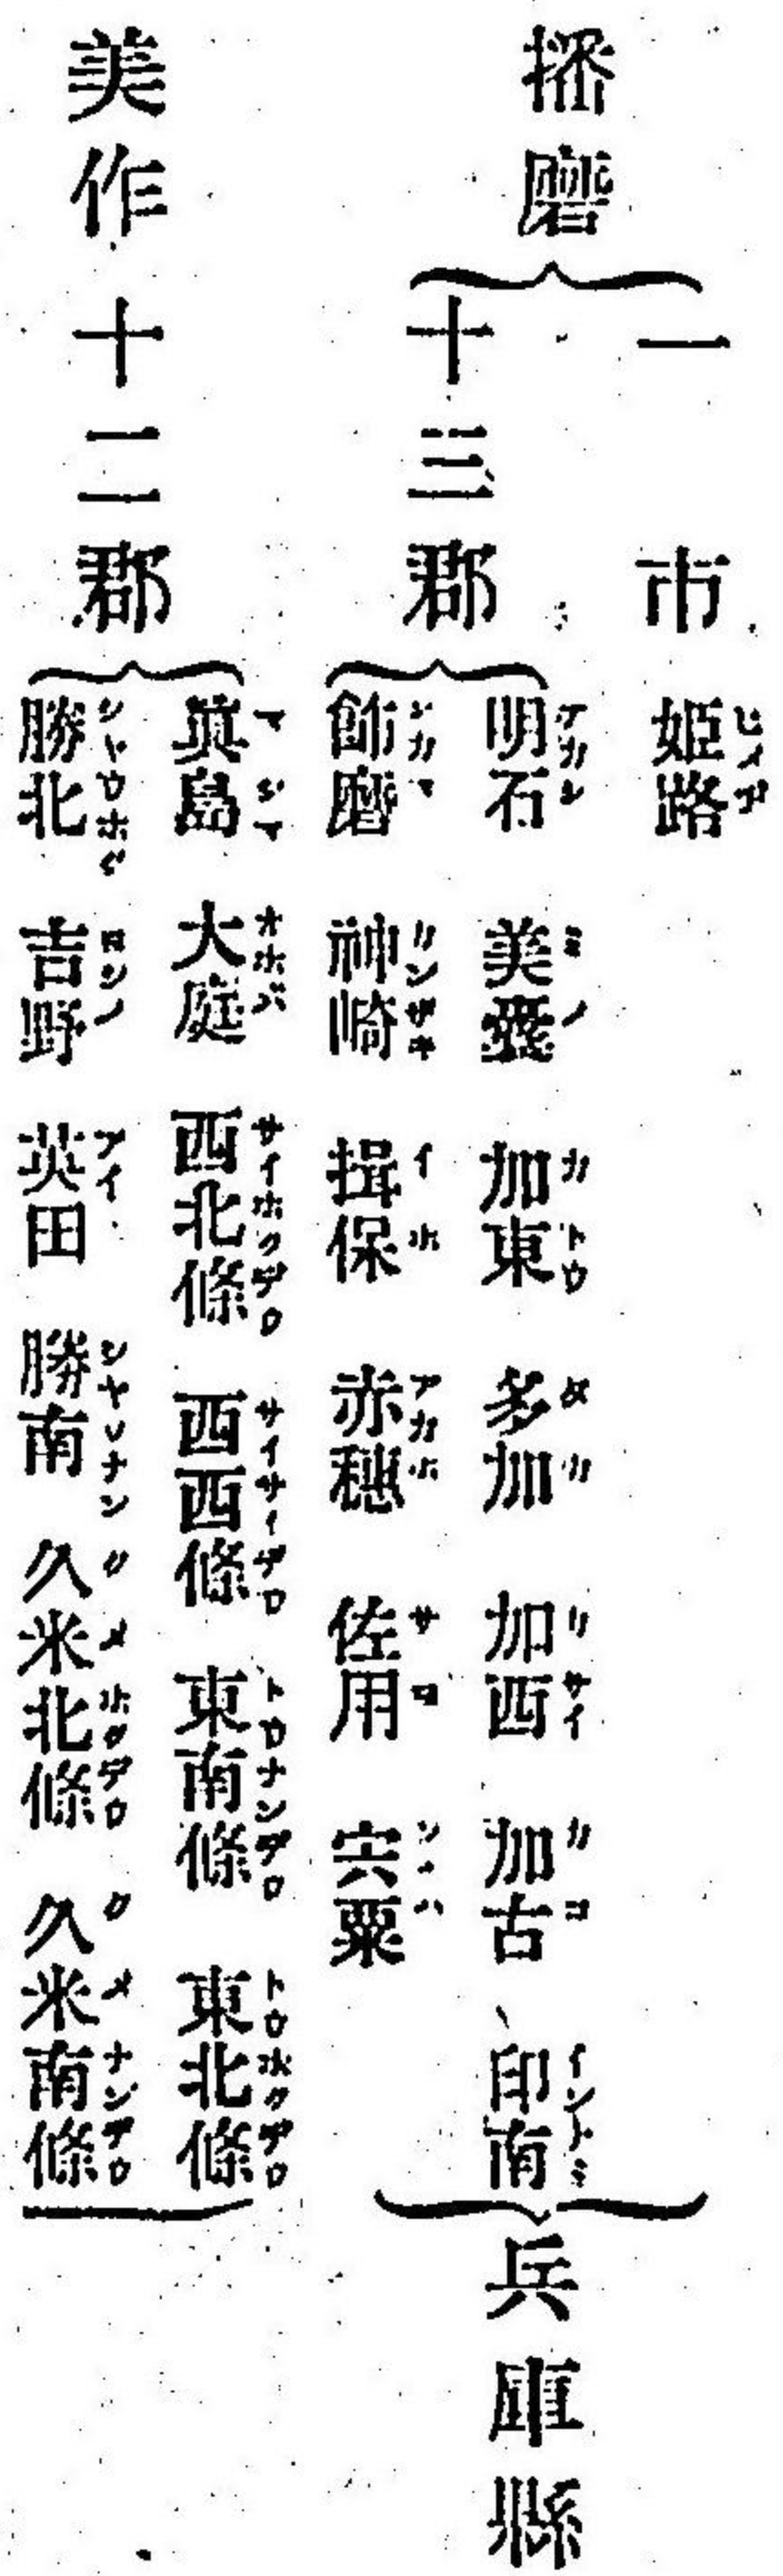 播磨
一市 姫路
十三郡
明石 美嚢 加東 多加 加西 加古 印南
飾磨 神崎 揖保 赤穂 佐用 宍粟
兵庫縣
美作十二郡
眞島 大庭 西北條 西西條 東南條 東北條
勝北 吉野 英田 勝南 久米北條 久米南條